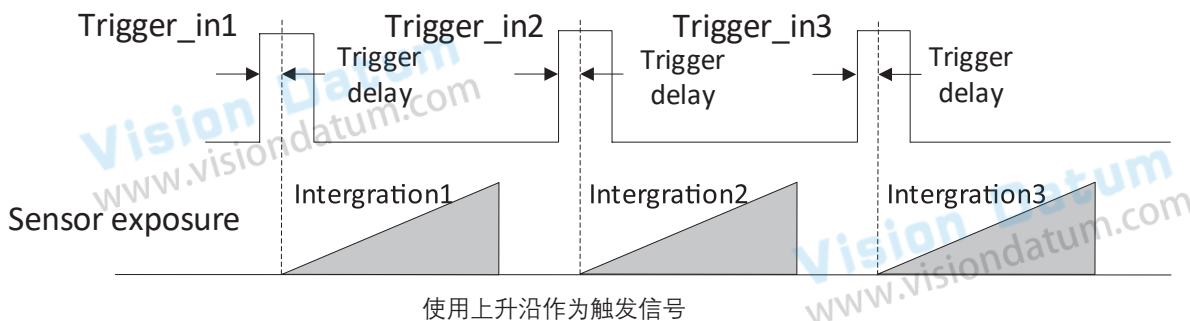 Trigger_in1
Trigger_in2
Trigger_in3
Trigger
delay
Trigger
delay
Trigger
delay
Vision Datum
www.visiondatum.com
Intergration1
Intergration2
Intergration3
Sensor exposure
Vision Datum
www.visiondatum.com
使用上升沿作为触发信号